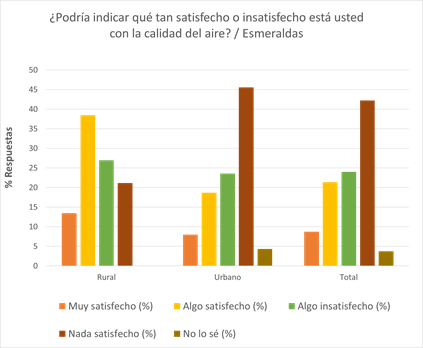 ¿Podría indicar qué tan satisfecho o insatisfecho está usted
con la calidad del aire? / Esmeraldas
% Respuestas
50
45
40
35
30
25
20
15
10
5
0
Rural Urbano Total
Muy satisfecho (%) Algo satisfecho (%) Algo insatisfecho (%)
Nada satisfecho (%) No lo sé (%)